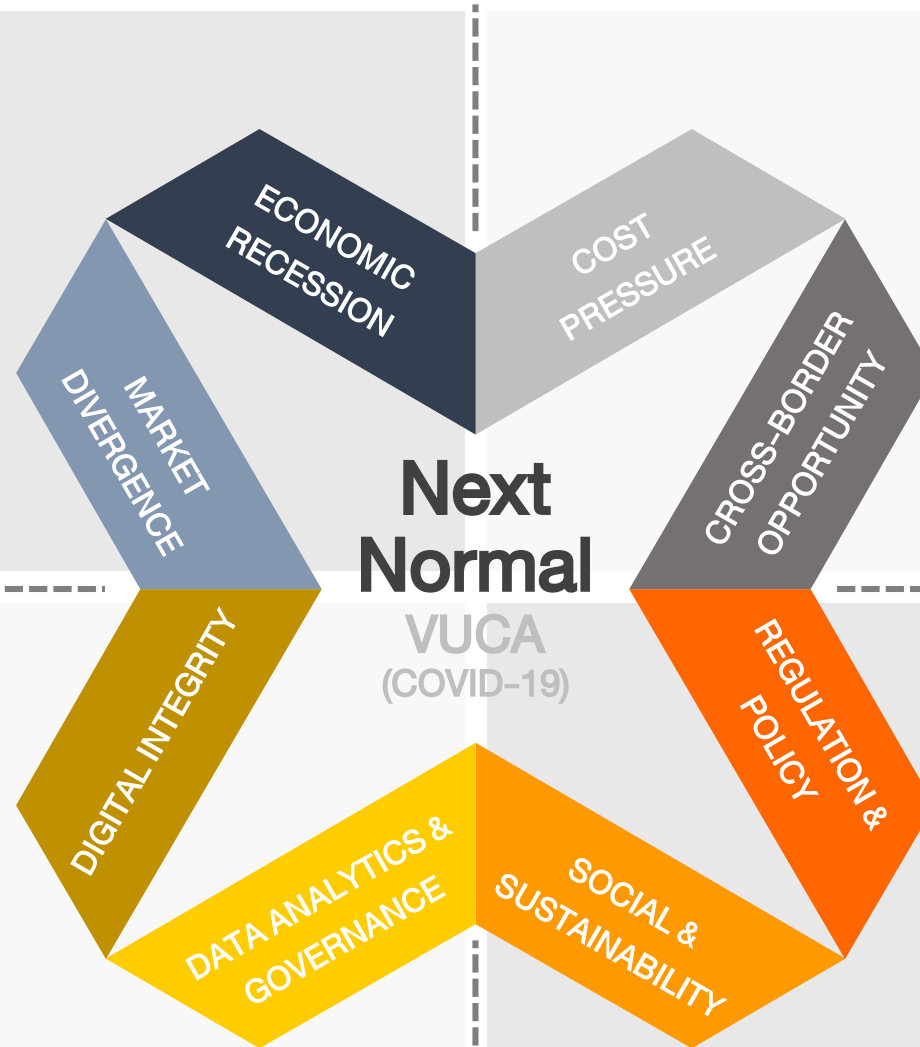 ECONOMIC
RECESSION
COST
PRESSURE
MARKET
DIVERGENCE
CROSS-BORDER
OPPORTUNITY
Next
Normal
VUCA
(COVID-19)
DIGITAL INTEGRITY
REGULATION &
POLICY
DATA ANALYTICS &
GOVERNANCE
SOCIAL &
SUSTAINABILITY